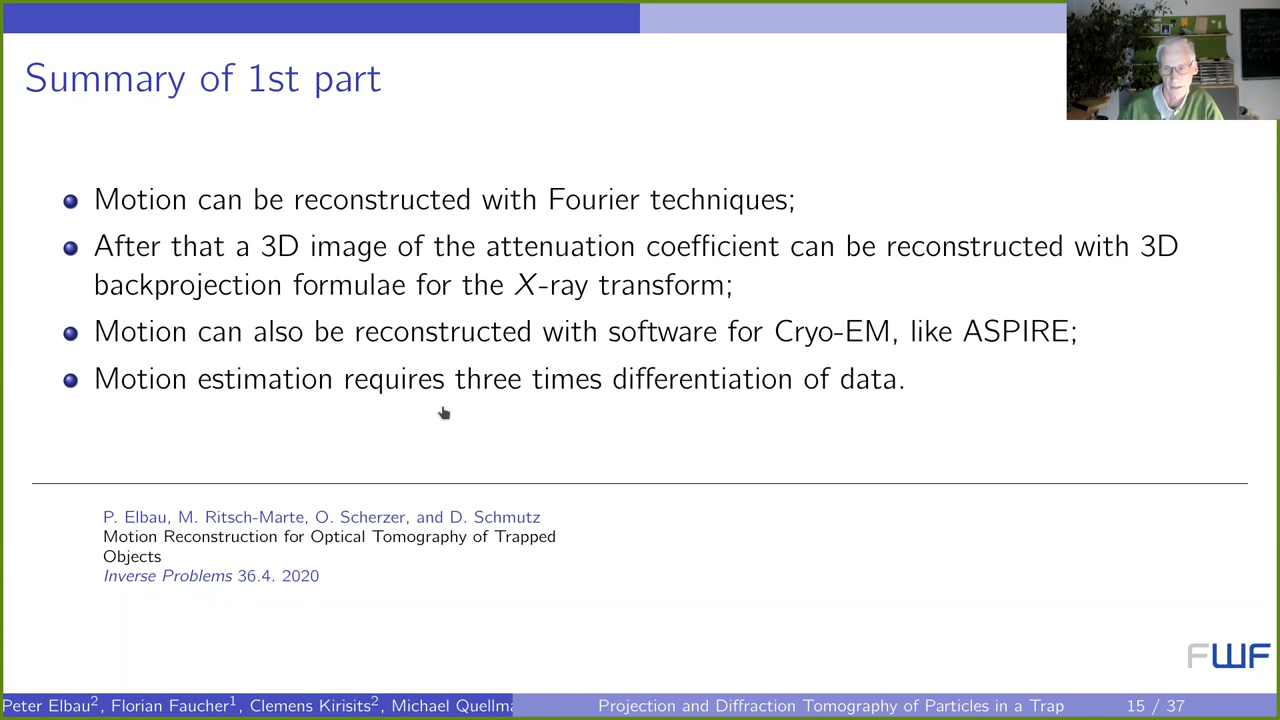 Summary of 1st part
Motion can be reconstructed with Fourier techniques;
After that a 3D image of the attenuation coefficient can be reconstructed with 3D
backprojection formulae for the X-ray transform;
Motion can also be reconstructed with software for Cryo-EM, like ASPIRE;
Motion estimation requires three times differentiation of data.
P. Elbau, M. Ritsch-Marte, O. Scherzer, and D. Schmutz
Motion Reconstruction for Optical Tomography of Trapped
Objects
Inverse Problems 36.4. 2020
FWF
Peter Elbau², Florian Faucher¹, Clemens Kirisits², Michael Quellma
Projection and Diffraction Tomography of Particles in a Trap
15 / 37